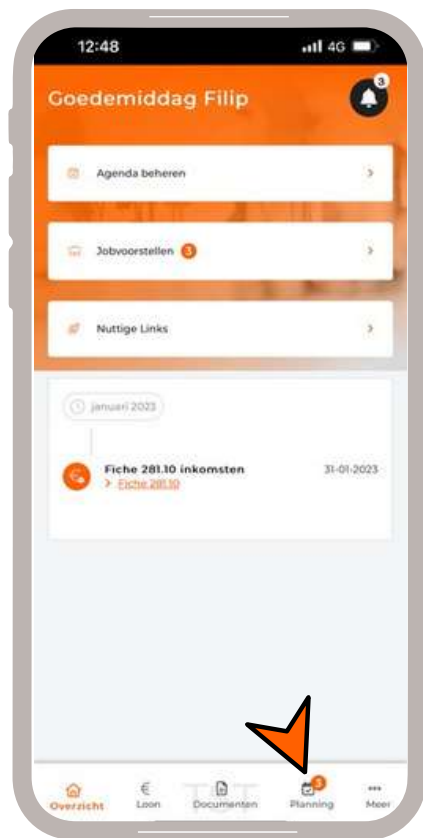 12:48
4G
Goedemiddag Filip
3
Agenda beheren
Jobvoorstellen 3
Nuttige Links
januari 2023
Fiche 281.10 inkomsten 31-01-2023
> Fiche 281.10
3
Overzicht Loon Documenten Planning Meer